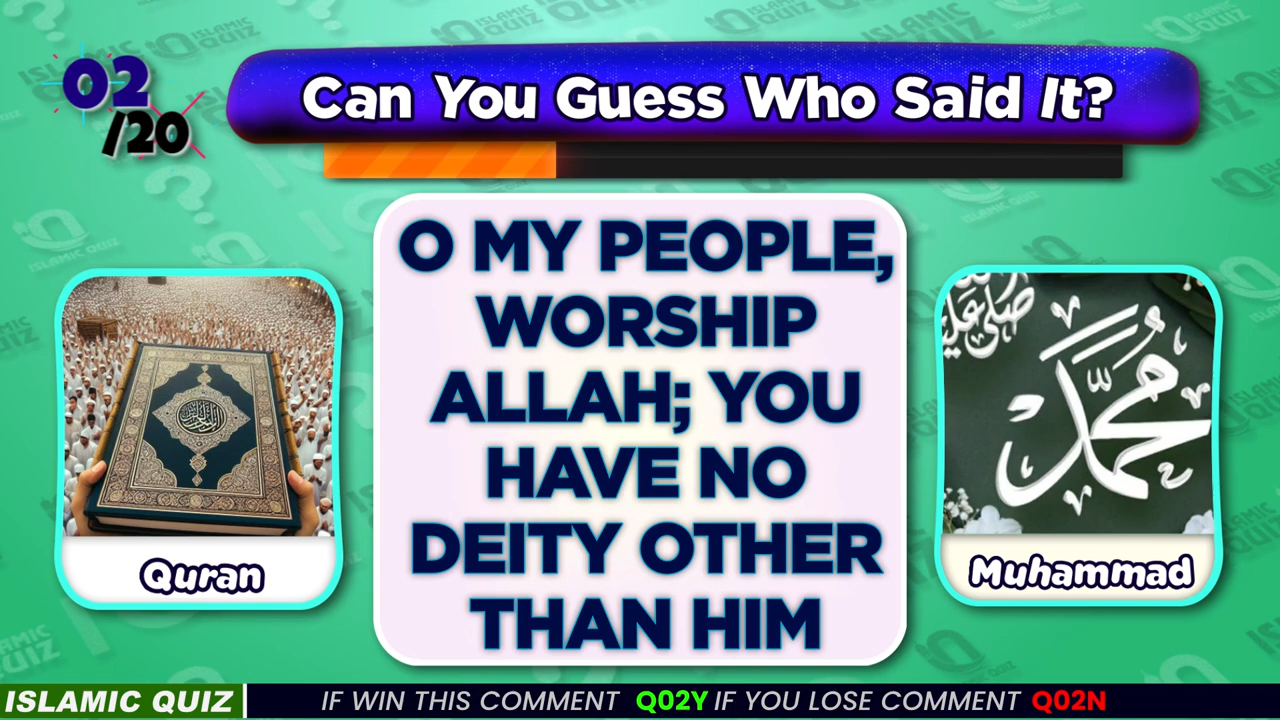 02
/20
Can You Guess Who Said It?
O MY PEOPLE,
WORSHIP
ALLAH; YOU
HAVE NO
DEITY OTHER
THAN HIM
Quran
محمد
Muhammad
ISLAMIC QUIZ
IF WIN THIS COMMENT Q02Y IF YOU LOSE COMMENT Q02N